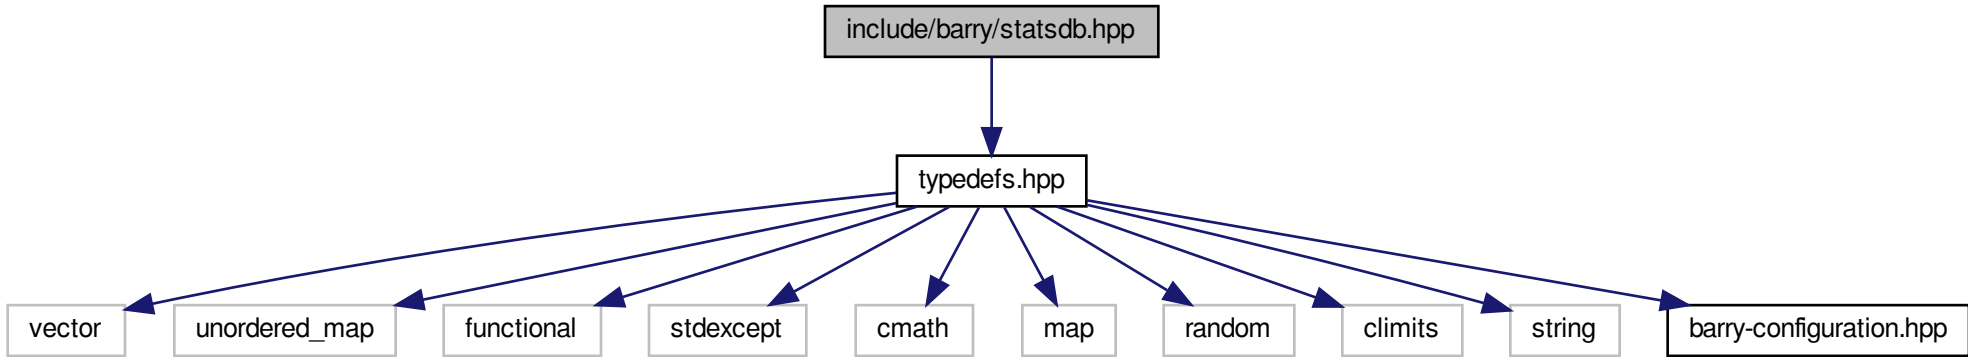 include/barry/statsdb.hpp
typedefs.hpp
vector
unordered_map
functional
stdexcept
cmath
map
random
climits
string
barry-configuration.hpp